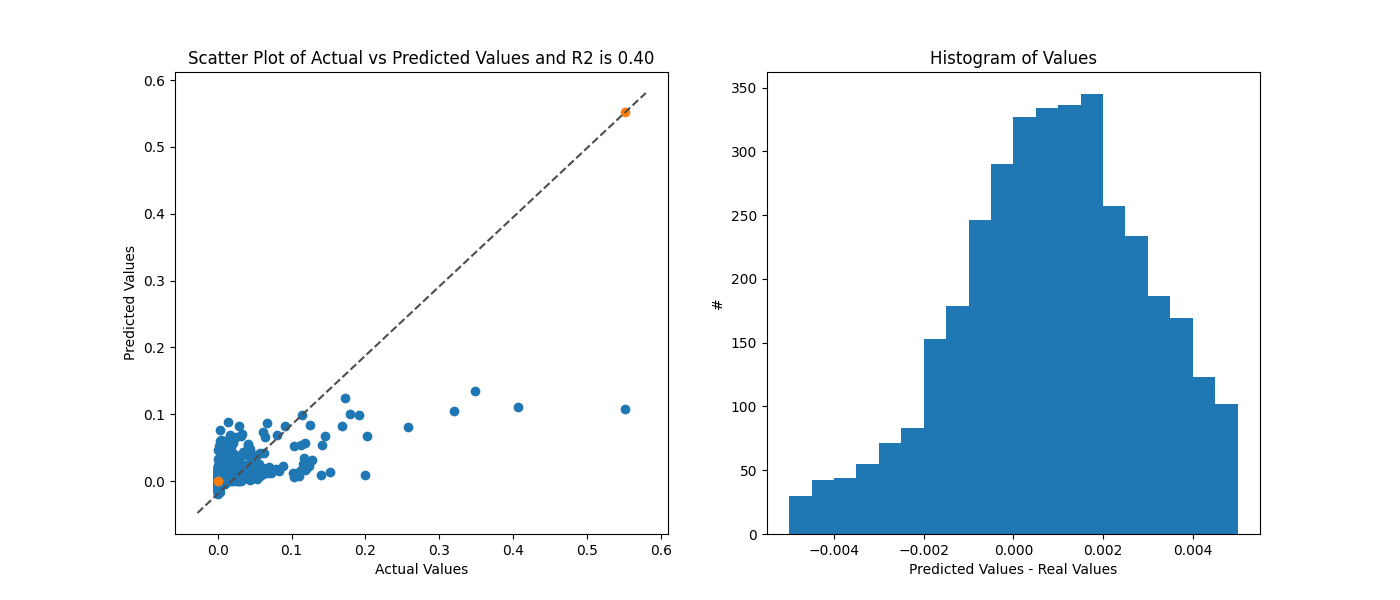 Scatter Plot of Actual vs Predicted Values and R2 is 0.40
0.6
0.5
0.4
0.3
0.2
0.1
0.0
Predicted Values
0.0 0.1 0.2 0.3 0.4 0.5 0.6
Actual Values
Histogram of Values
350
300
250
200
150
100
50
0
#
−0.004 −0.002 0.000 0.002 0.004
Predicted Values - Real Values